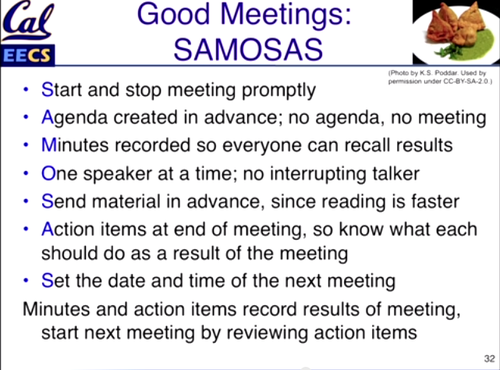 Cal
EECS
Good Meetings:
SAMOSAS
(Photo by K.S. Poddar. Used by
permission under CC-BY-SA-2.0.)
• Start and stop meeting promptly
• Agenda created in advance; no agenda, no meeting
• Minutes recorded so everyone can recall results
• One speaker at a time; no interrupting talker
• Send material in advance, since reading is faster
• Action items at end of meeting, so know what each
should do as a result of the meeting
• Set the date and time of the next meeting
Minutes and action items record results of meeting,
start next meeting by reviewing action items
32